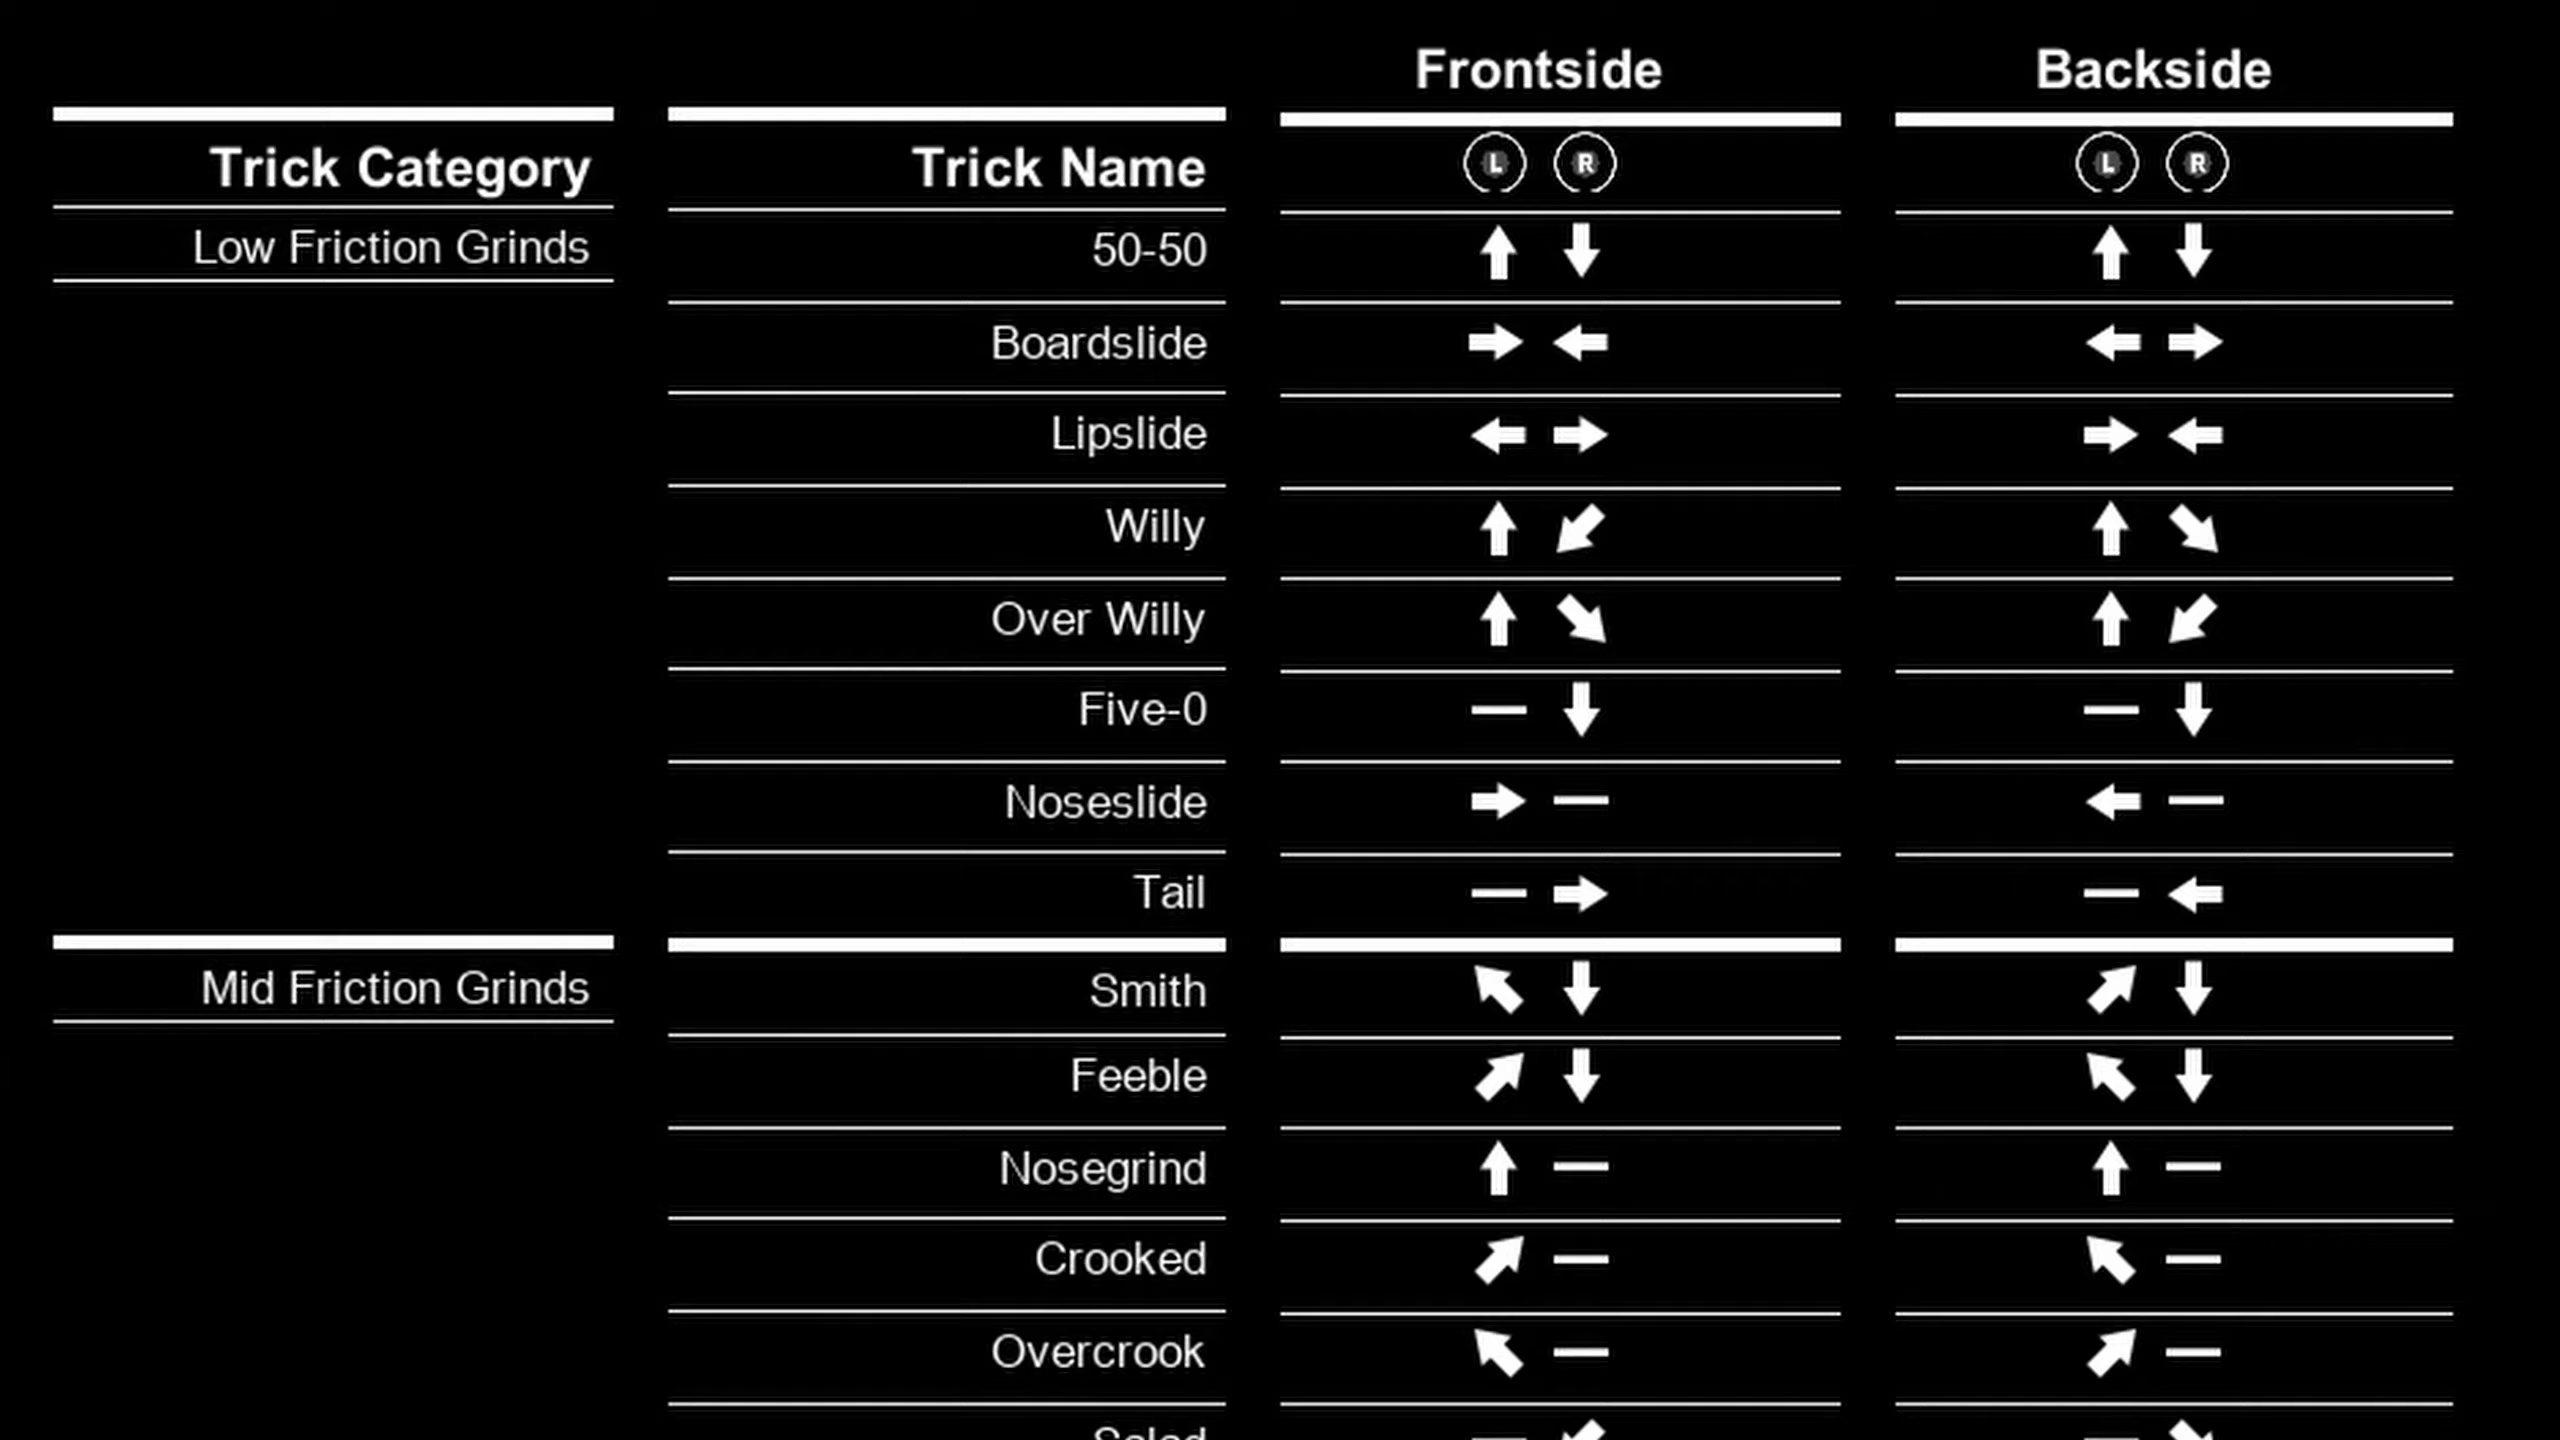 Frontside Backside
Trick Category Trick Name L R L R
Low Friction Grinds 50-50
Boardslide
Lipslide
Willy
Over Willy
Five-0
Noseslide
Tail
Mid Friction Grinds Smith
Feeble
Nosegrind
Crooked
Overcrook